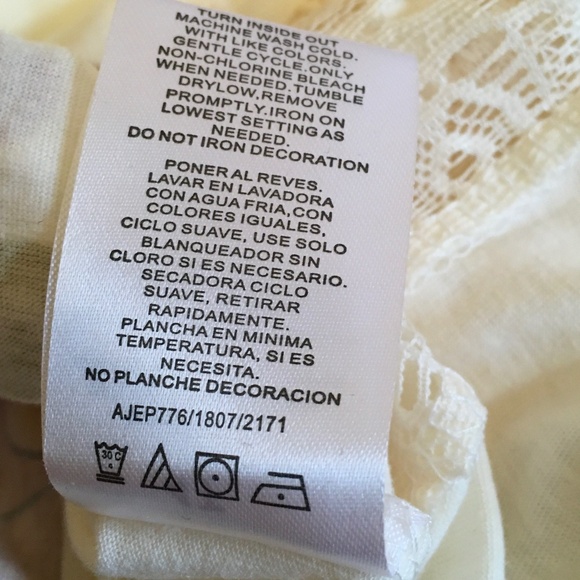 TURN INSIDE OUT
MACHINE WASH COLD.
WITH LIKE COLORS.
GENTLE CYCLE.ONLY
NON-CHLORINE BLEACH
WHEN NEEDED.TUMBLE
DRYLOW,REMOVE
PROMPTLY.IRON ON
LOWEST SETTING AS
NEEDED.
DO NOT IRON DECORATION
PONER AL REVES.
LAVAR EN LAVADORA
CON AGUA FRIA,CON
COLORES IGUALES,
CICLO SUAVE, USE SOLO
BLANQUEADOR SIN
CLORO SI ES NECESARIO.
SECADORA CICLO
SUAVE, RETIRAR
RAPIDAMENTE.
PLANCHA EN MINIMA
TEMPERATURA, SI ES
NECESITA.
NO PLANCHE DECORACION
AJEP776/1807/2171
30 C